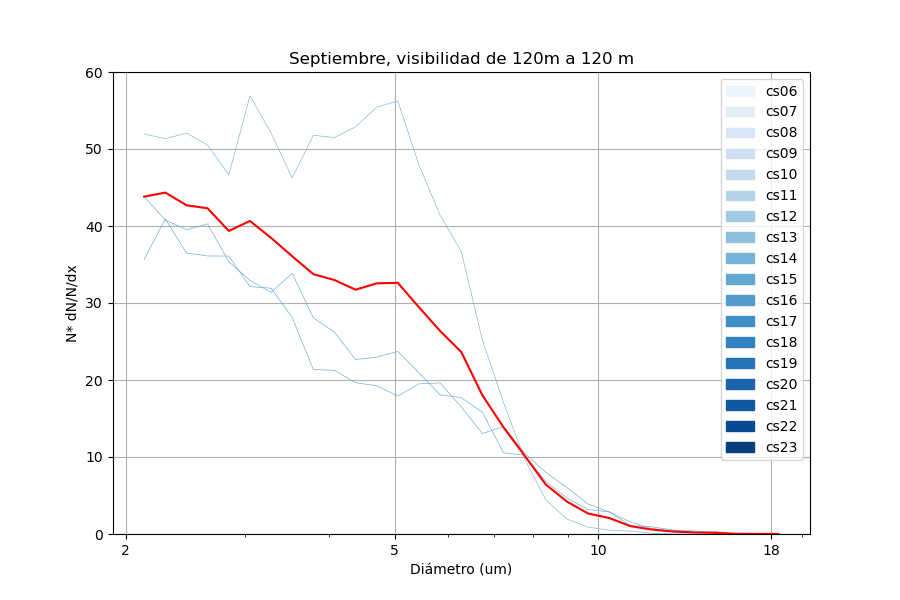 Septiembre, visibilidad de 120m a 120 m
60
50
40
30
20
10
0
N* dN/N/dx
2
5
10
18
Diámetro (um)
cs06
cs07
cs08
cs09
cs10
cs11
cs12
cs13
cs14
cs15
cs16
cs17
cs18
cs19
cs20
cs21
cs22
cs23